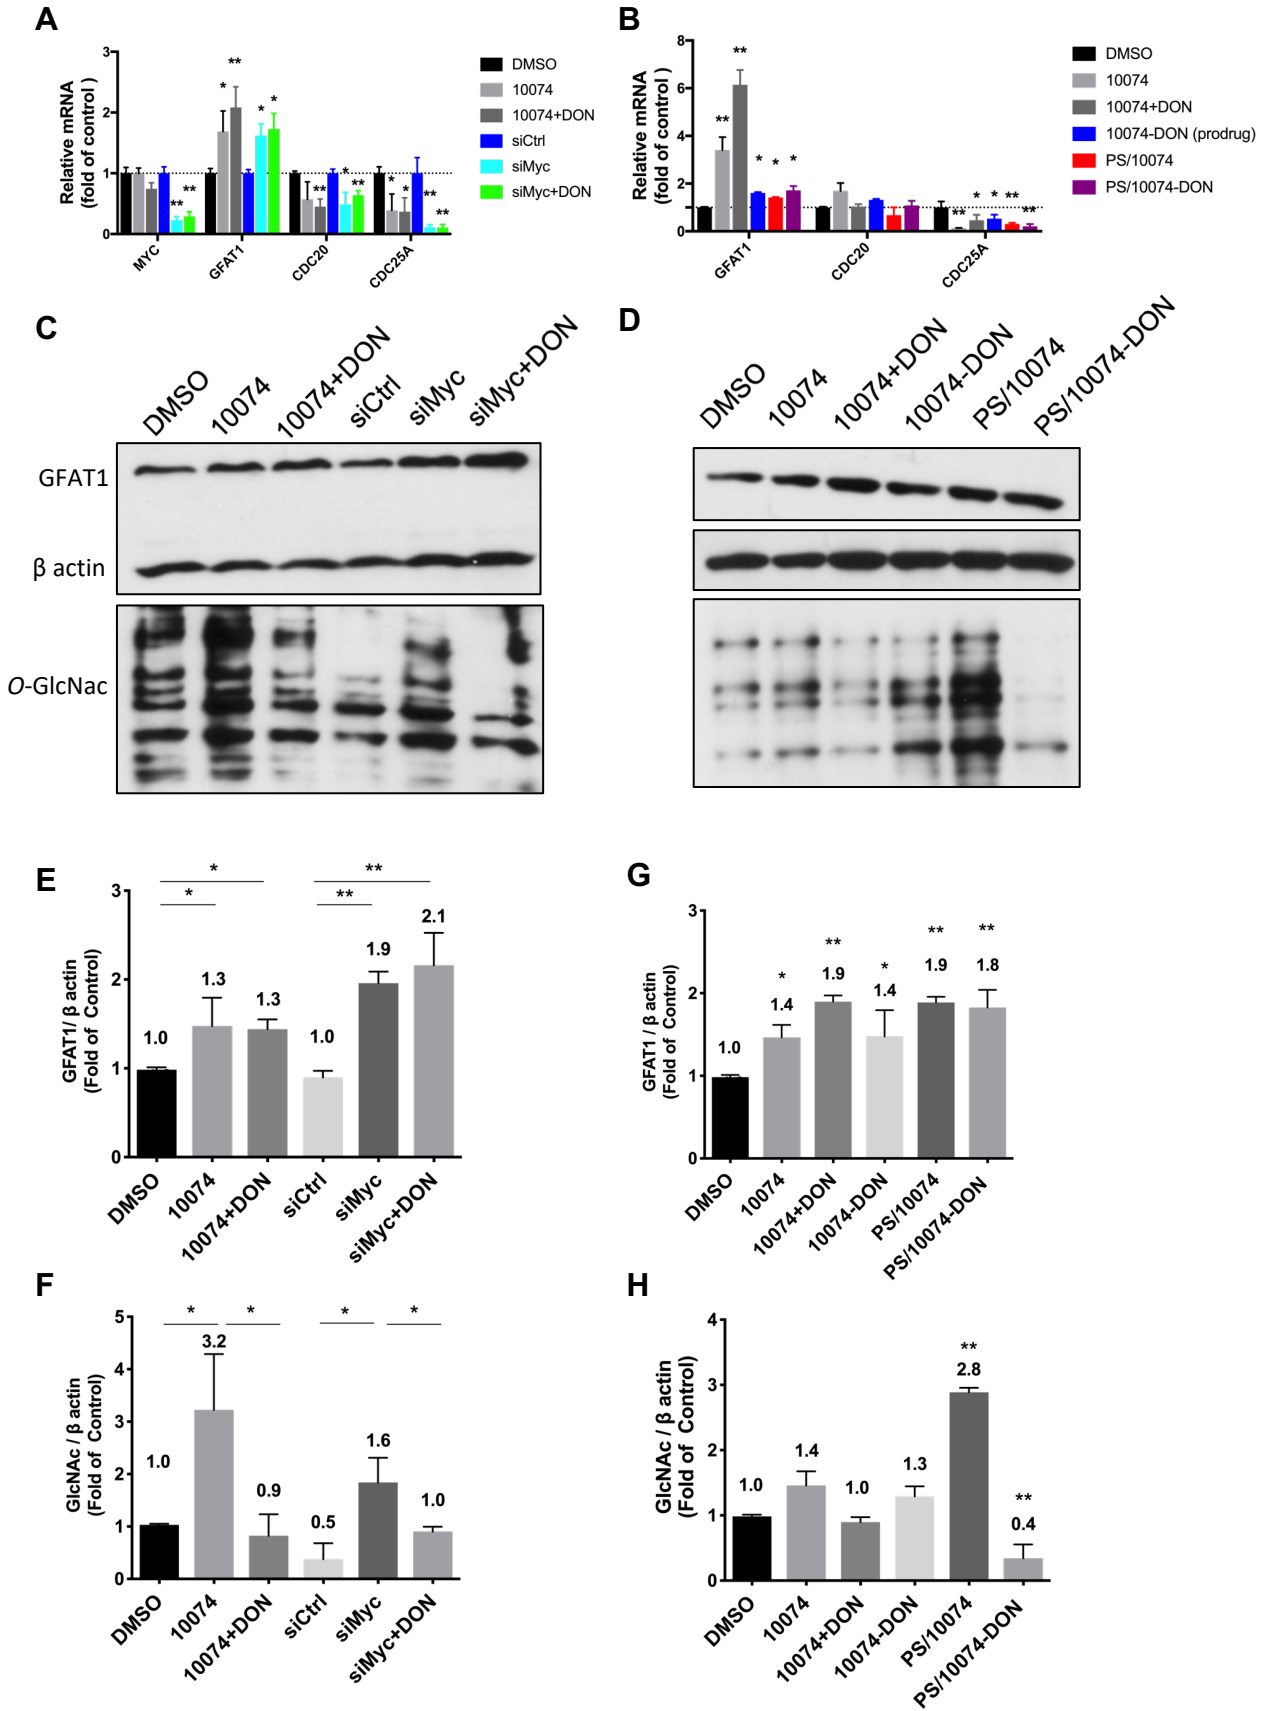 A
Relative mRNA
(fold of control )
3
2
1
0
*
**
*
*
**
**
**
*
**
*
*
**
**
MYC
GFAT1
CDC20
CDC25A
DMSO
10074
10074+DON
siCtrl
siMyc
siMyc+DON
B
Relative mRNA
(fold of control )
8
6
4
2
0
**
**
*
*
*
**
*
*
**
**
GFAT1
CDC20
CDC25A
DMSO
10074
10074+DON
10074-DON (prodrug)
PS/10074
PS/10074-DON
C
DMSO
10074
10074+DON
siCtrl
siMyc
siMyc+DON
GFAT1
β actin
O-GlcNac
D
DMSO
10074
10074+DON
10074-DON
PS/10074
PS/10074-DON
E
GFAT1/ β actin
(Fold of Control)
3
2
1
0
*
*
**
**
1.0
1.3
1.3
1.0
1.9
2.1
DMSO
10074
10074+DON
siCtrl
siMyc
siMyc+DON
G
GFAT1 / β actin
(Fold of Control)
3
2
1
0
1.0
*
1.4
**
1.9
*
1.4
**
1.9
**
1.8
DMSO
10074
10074+DON
10074-DON
PS/10074
PS/10074-DON
F
GlcNAc / β actin
(Fold of Control)
5
4
3
2
1
0
*
*
*
*
1.0
3.2
0.9
0.5
1.6
1.0
DMSO
10074
10074+DON
siCtrl
siMyc
siMyc+DON
H
GlcNAc / β actin
(Fold of Control)
4
3
2
1
0
1.0
1.4
1.0
1.3
**
2.8
**
0.4
DMSO
10074
10074+DON
10074-DON
PS/10074
PS/10074-DON